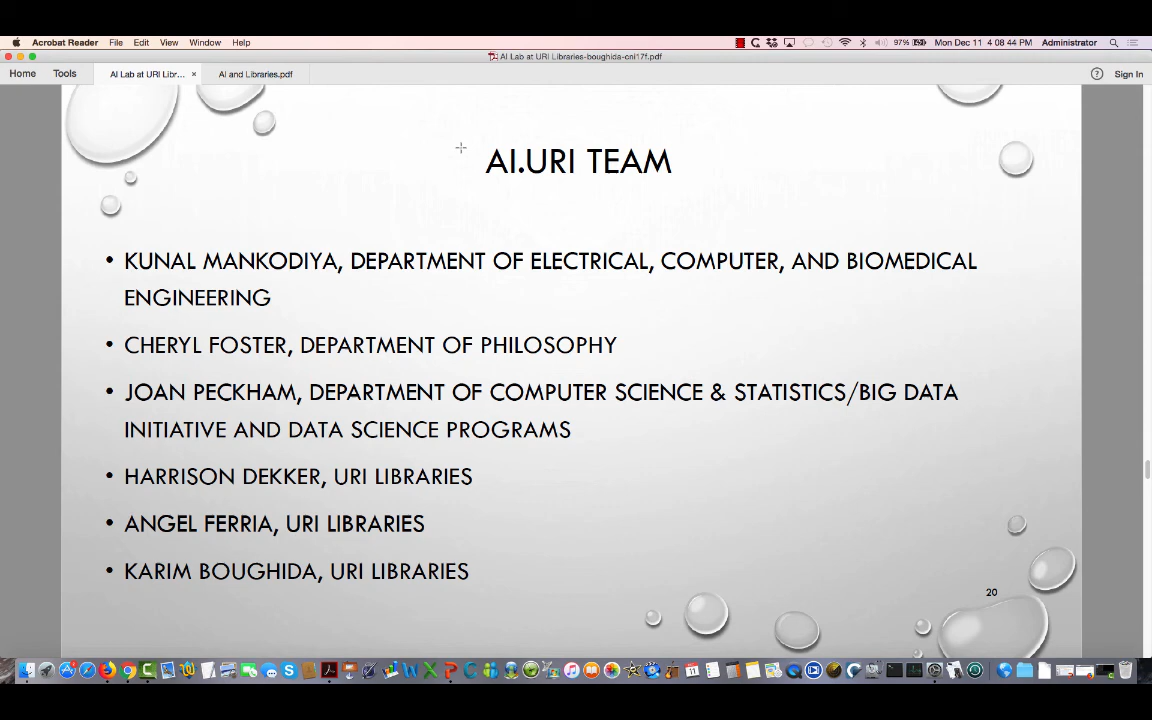 Acrobat Reader File Edit View Window Help 97% Mon Dec 11 4:08:44 PM Administrator
AI Lab at URI Libraries-boughida-cni17f.pdf
Home Tools AI Lab at URI Libr... × AI and Libraries.pdf ? Sign In
AI.URI TEAM
• KUNAL MANKODIYA, DEPARTMENT OF ELECTRICAL, COMPUTER, AND BIOMEDICAL
ENGINEERING
• CHERYL FOSTER, DEPARTMENT OF PHILOSOPHY
• JOAN PECKHAM, DEPARTMENT OF COMPUTER SCIENCE & STATISTICS/BIG DATA
INITIATIVE AND DATA SCIENCE PROGRAMS
• HARRISON DEKKER, URI LIBRARIES
• ANGEL FERRIA, URI LIBRARIES
• KARIM BOUGHIDA, URI LIBRARIES
20